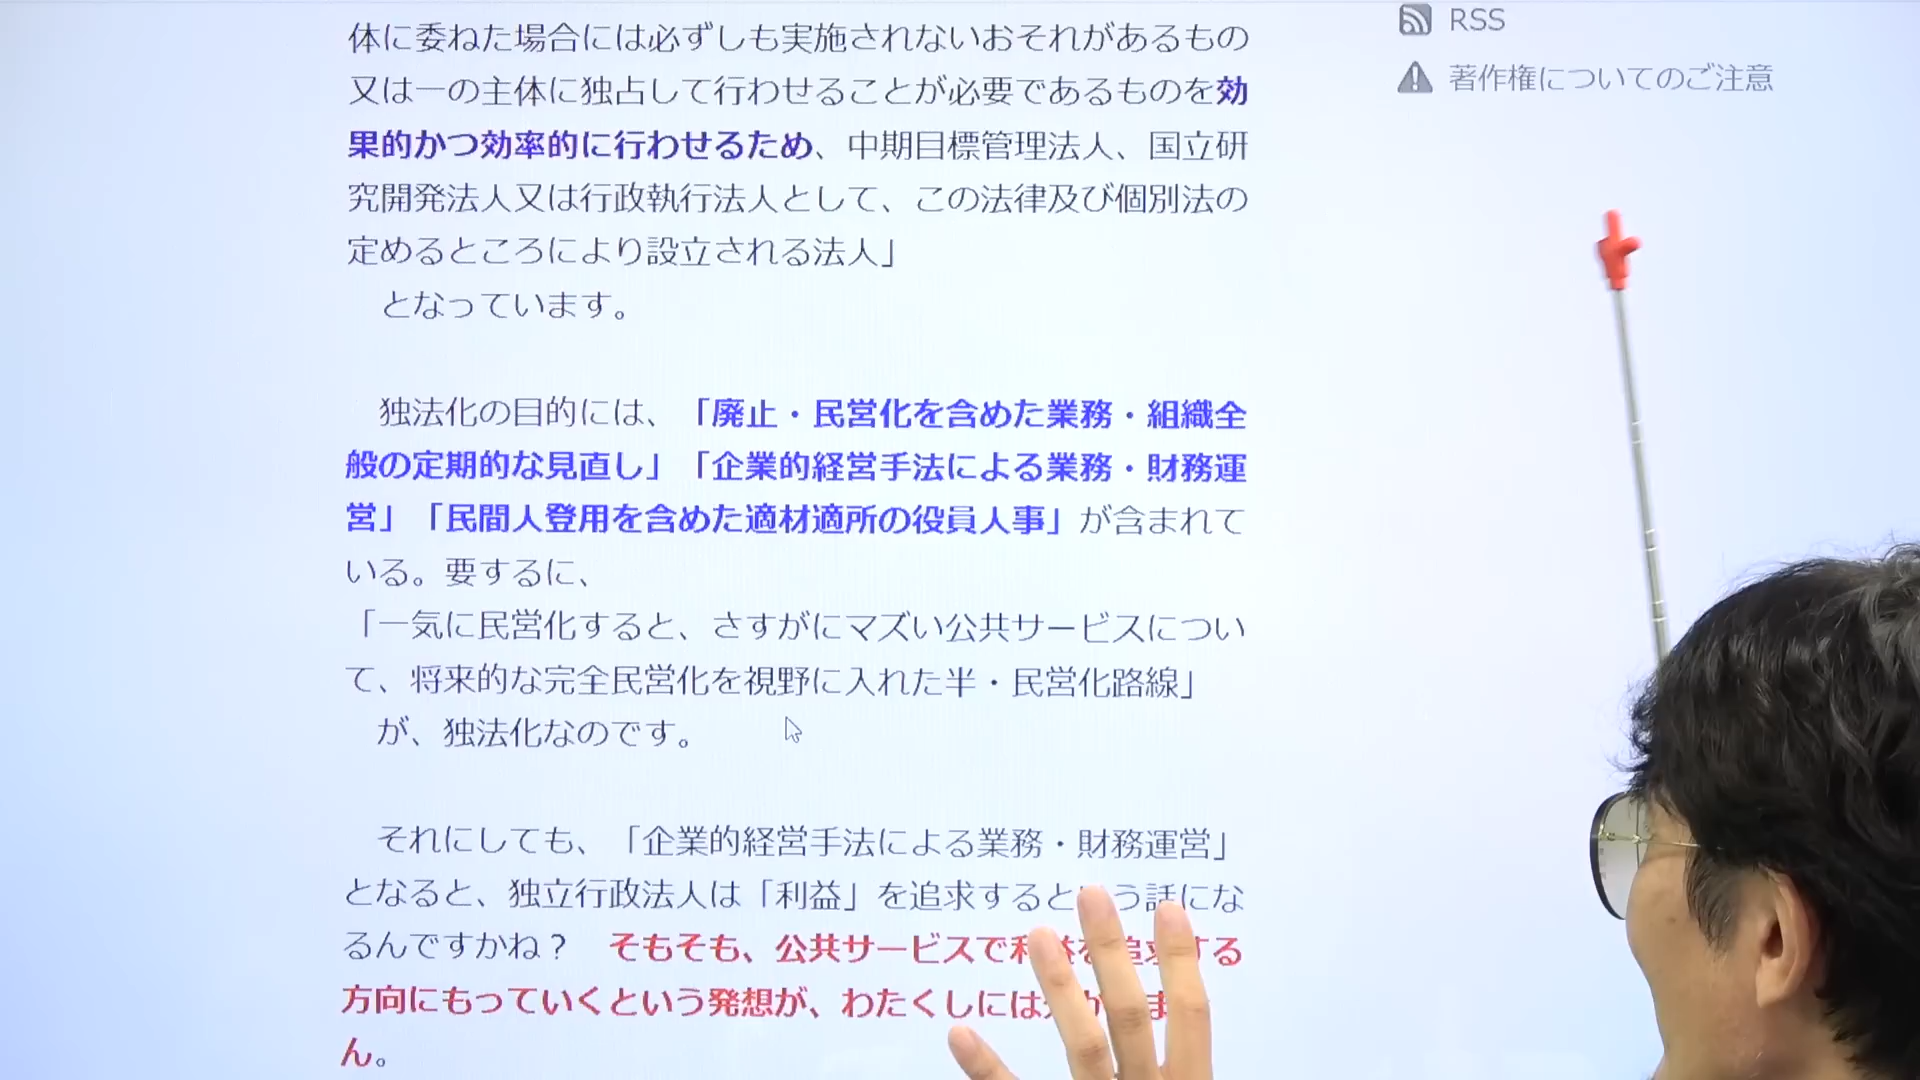 体に委ねた場合には必ずしも実施されないおそれがあるもの
又は一の主体に独占して行わせることが必要であるものを効
果的かつ効率的に行わせるため、中期目標管理法人、国立研
究開発法人又は行政執行法人として、この法律及び個別法の
定めるところにより設立される法人」
となっています。
独法化の目的には、「廃止・民営化を含めた業務・組織全
般の定期的な見直し」「企業的経営手法による業務・財務運
営」「民間人登用を含めた適材適所の役員人事」が含まれて
いる。要するに、
「一気に民営化すると、さすがにマズい公共サービスについ
て、将来的な完全民営化を視野に入れた半・民営化路線」
が、独法化なのです。
それにしても、「企業的経営手法による業務・財務運営」
となると、独立行政法人は「利益」を追求するという話にな
るんですかね？ そもそも、公共サービスで利益を追求する
方向にもっていくという発想が、わたくしには ま
ん。
RSS
著作権についてのご注意